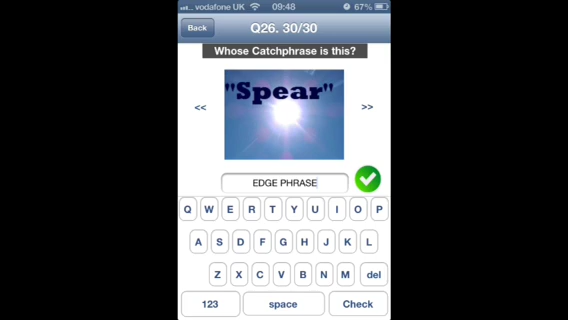 vodafone UK 09:48 67%
Back Q26. 30/30
Whose Catchphrase is this?
"Spear"
<< >>
EDGE PHRASE
Q W E R T Y U I O P
A S D F G H J K L
Z X C V B N M del
123 space Check